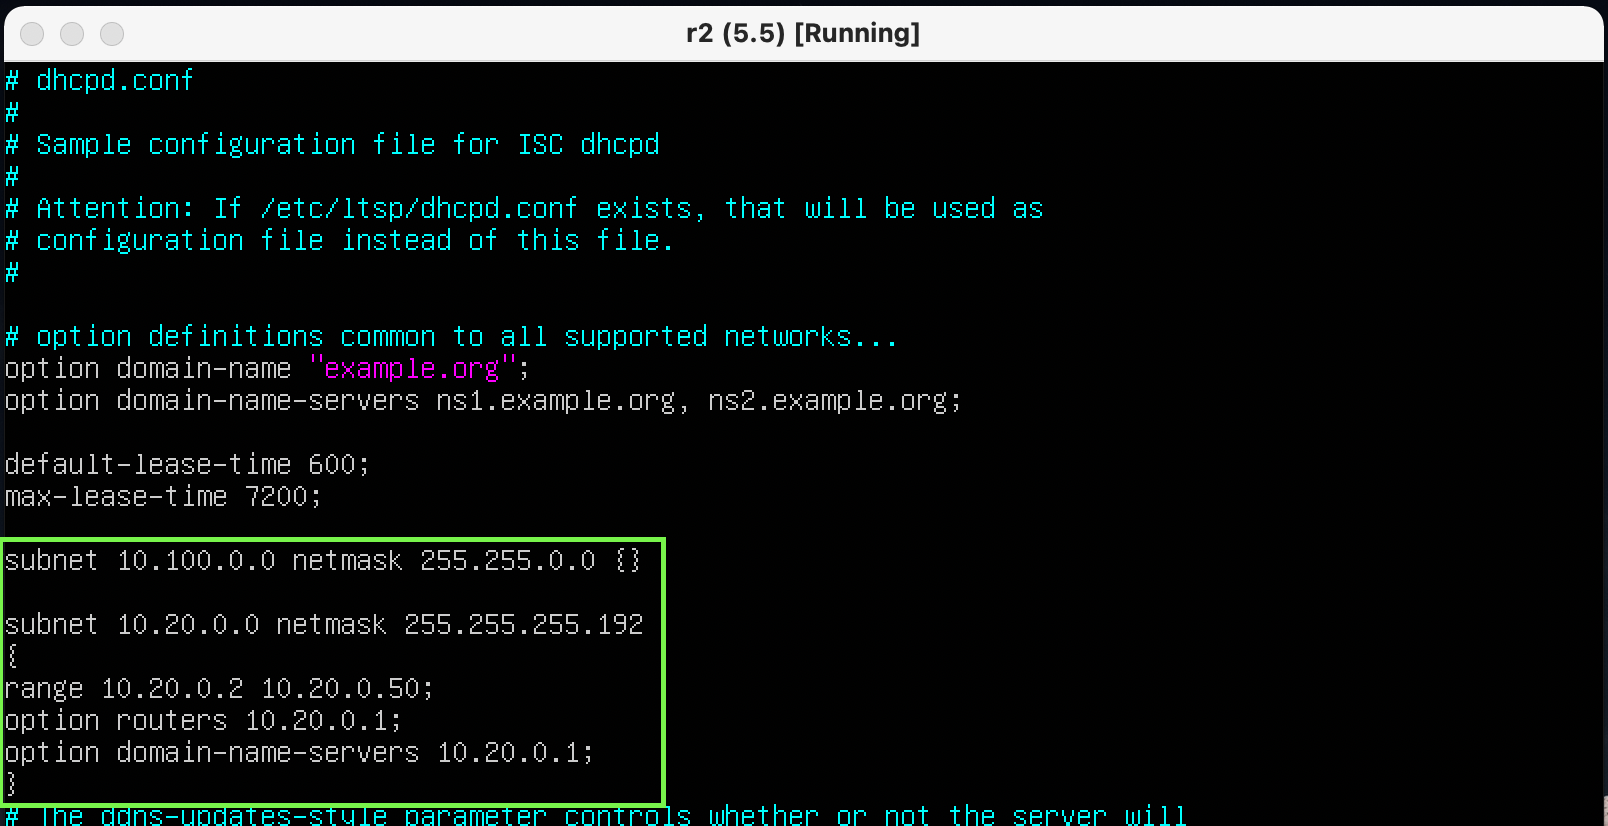 r2 (5.5) [Running]
# dhcpd.conf
#
# Sample configuration file for ISC dhcpd
#
# Attention: If /etc/ltsp/dhcpd.conf exists, that will be used as
# configuration file instead of this file.
#
# option definitions common to all supported networks...
option domain-name "example.org";
option domain-name-servers ns1.example.org, ns2.example.org;
default-lease-time 600;
max-lease-time 7200;
subnet 10.100.0.0 netmask 255.255.0.0 {}
subnet 10.20.0.0 netmask 255.255.255.192
{
range 10.20.0.2 10.20.0.50;
option routers 10.20.0.1;
option domain-name-servers 10.20.0.1;
}
# The ddns-updates-style parameter controls whether or not the server will